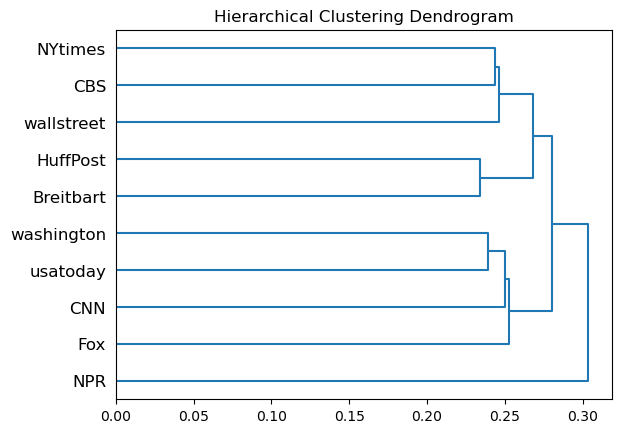 Hierarchical Clustering Dendrogram
NYtimes
CBS
wallstreet
HuffPost
Breitbart
washington
usatoday
CNN
Fox
NPR
0.00 0.05 0.10 0.15 0.20 0.25 0.30